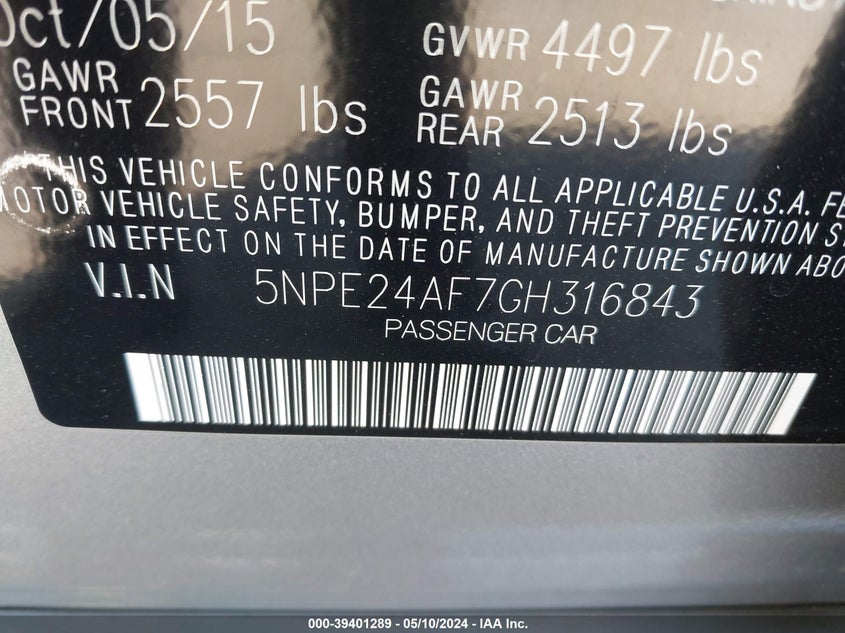 Oct/05/15 GVWR 4497 lbs
GAWR FRONT 2557 lbs GAWR REAR 2513 lbs
THIS VEHICLE CONFORMS TO ALL APPLICABLE U.S.A.
MOTOR VEHICLE SAFETY, BUMPER, AND THEFT PREVENTION
IN EFFECT ON THE DATE OF MANUFACTURE SHOWN
V.I.N 5NPE24AF7GH316843
PASSENGER CAR
000-39401289 - 05/10/2024 - IAA Inc.